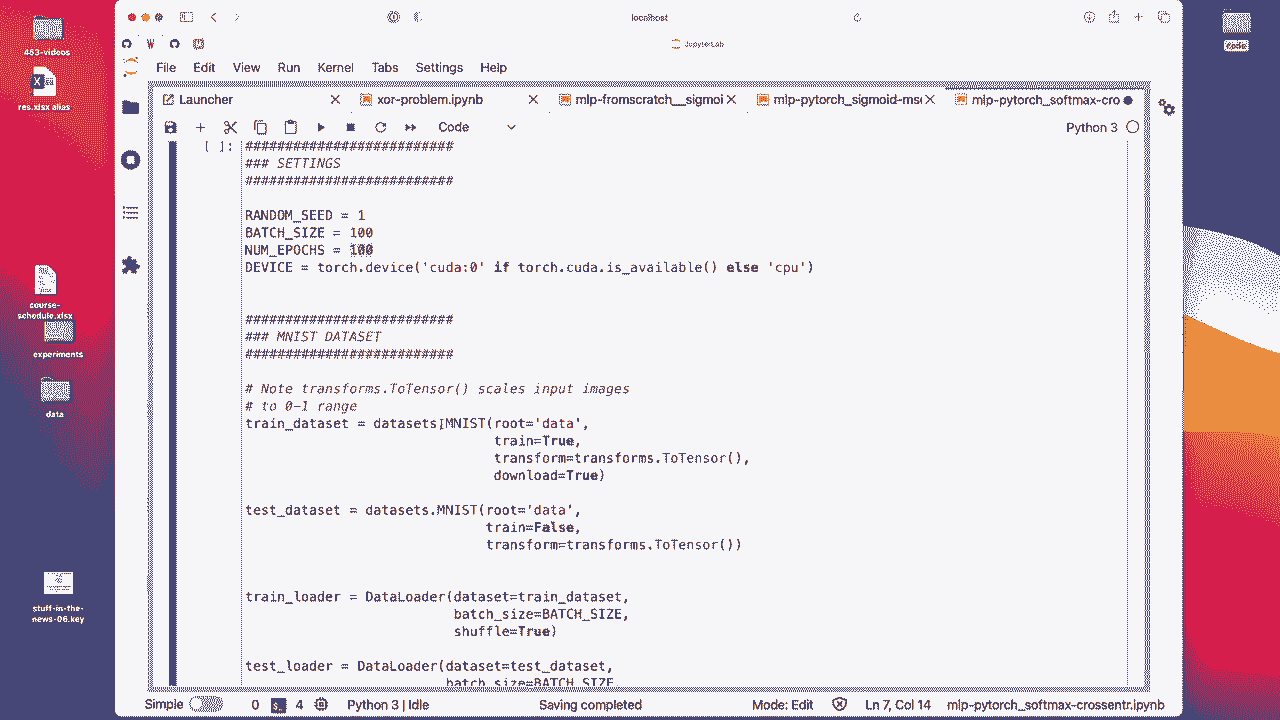 localhost
JupyterLab
File Edit View Run Kernel Tabs Settings Help
Launcher
xor-problem.ipynb
mlp-fromscratch__sigmoi
mlp-pytorch_sigmoid-mse
mlp-pytorch_softmax-cro
Code
Python 3
[ ]:
##########################
### SETTINGS
##########################
RANDOM_SEED = 1
BATCH_SIZE = 100
NUM_EPOCHS = 100
DEVICE = torch.device('cuda:0' if torch.cuda.is_available() else 'cpu')
##########################
### MNIST DATASET
##########################
# Note transforms.ToTensor() scales input images
# to 0-1 range
train_dataset = datasets.MNIST(root='data',
train=True,
transform=transforms.ToTensor(),
download=True)
test_dataset = datasets.MNIST(root='data',
train=False,
transform=transforms.ToTensor())
train_loader = DataLoader(dataset=train_dataset,
batch_size=BATCH_SIZE,
shuffle=True)
test_loader = DataLoader(dataset=test_dataset,
batch_size=BATCH_SIZE
Simple 0 4 Python 3 | Idle Saving completed Mode: Edit Ln 7, Col 14 mlp-pytorch_softmax-crossentr.ipynb
453-videos
res.xlsx alias
course-
schedule.xlsx
experiments
data
stuff-in-the-
news-06.key
code